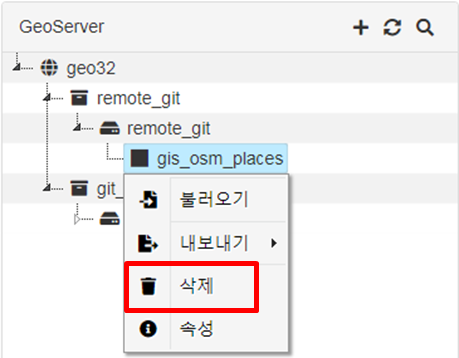 GeoServer
geo32
remote_git
remote_git
gis_osm_places
git_
불러오기
내보내기
삭제
속성